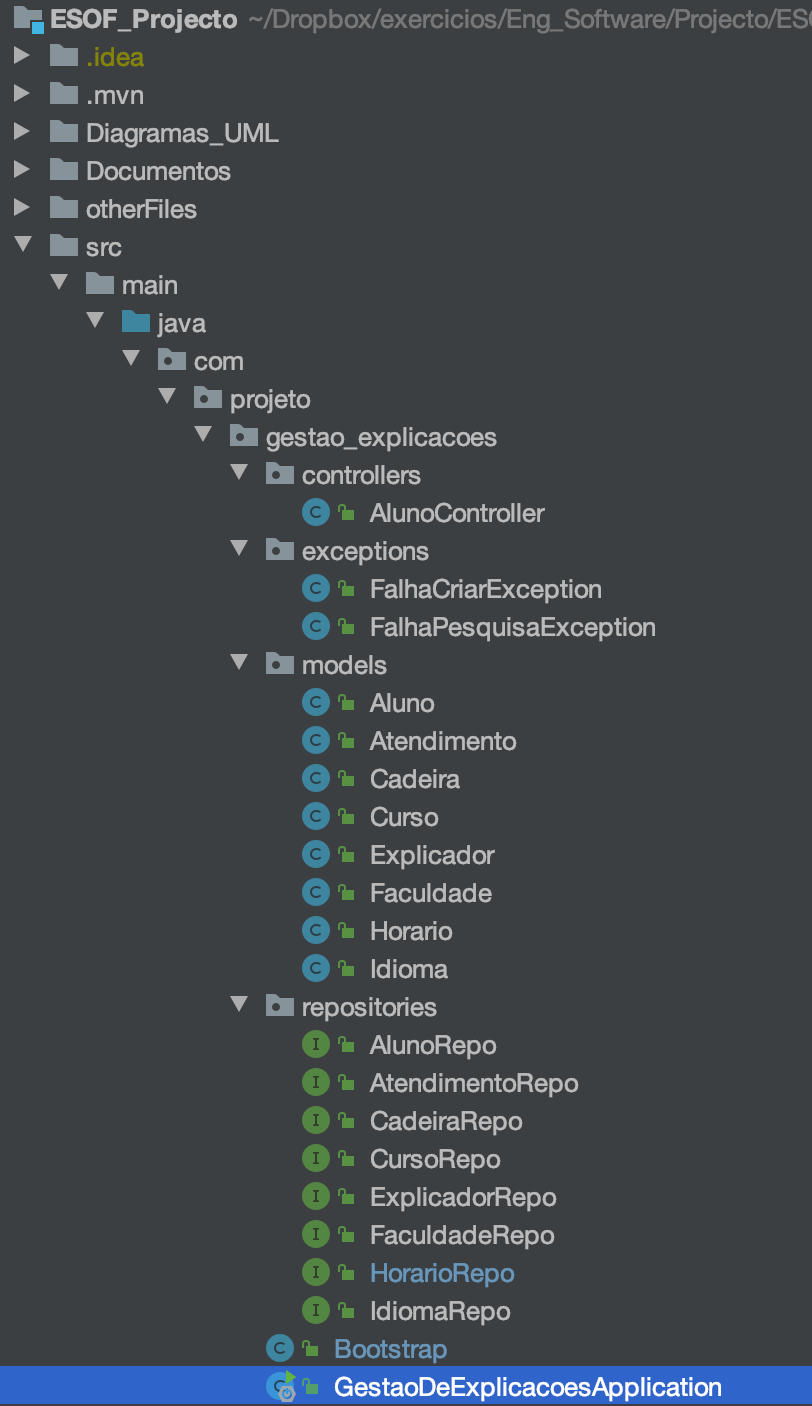 ESOF_Projecto ~/Dropbox/exercicios/Eng_Software/Projecto/ESO
.idea
.mvn
Diagramas_UML
Documentos
otherFiles
src
main
java
com
projeto
gestao_explicacoes
controllers
C AlunoController
exceptions
C FalhaCriarException
C FalhaPesquisaException
models
C Aluno
C Atendimento
C Cadeira
C Curso
C Explicador
C Faculdade
C Horario
C Idioma
repositories
I AlunoRepo
I AtendimentoRepo
I CadeiraRepo
I CursoRepo
I ExplicadorRepo
I FaculdadeRepo
I HorarioRepo
I IdiomaRepo
C Bootstrap
C GestaoDeExplicacoesApplication